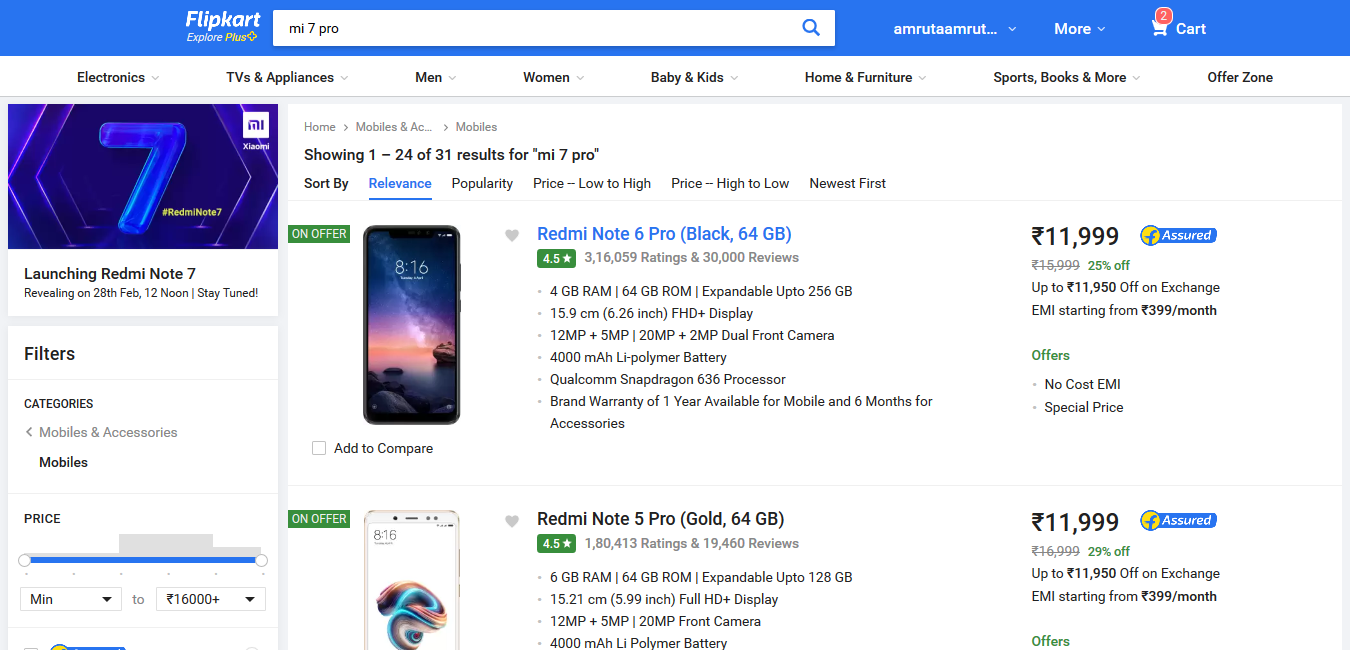 Flipkart
Explore Plus
mi 7 pro
amrutaamrut...
More
2
Cart
Electronics
TVs & Appliances
Men
Women
Baby & Kids
Home & Furniture
Sports, Books & More
Offer Zone
mi
Xiaomi
7
#RedmiNote7
Launching Redmi Note 7
Revealing on 28th Feb, 12 Noon | Stay Tuned!
Filters
CATEGORIES
Mobiles & Accessories
Mobiles
PRICE
Min
to
₹16000+
Home
Mobiles & Ac...
Mobiles
Showing 1 – 24 of 31 results for "mi 7 pro"
Sort By
Relevance
Popularity
Price -- Low to High
Price -- High to Low
Newest First
ON OFFER
8:16
Add to Compare
Redmi Note 6 Pro (Black, 64 GB)
4.5★
3,16,059 Ratings & 30,000 Reviews
4 GB RAM | 64 GB ROM | Expandable Upto 256 GB
15.9 cm (6.26 inch) FHD+ Display
12MP + 5MP | 20MP + 2MP Dual Front Camera
4000 mAh Li-polymer Battery
Qualcomm Snapdragon 636 Processor
Brand Warranty of 1 Year Available for Mobile and 6 Months for
Accessories
₹11,999
Assured
₹15,999 25% off
Up to ₹11,950 Off on Exchange
EMI starting from ₹399/month
Offers
No Cost EMI
Special Price
ON OFFER
8:16
Redmi Note 5 Pro (Gold, 64 GB)
4.5★
1,80,413 Ratings & 19,460 Reviews
6 GB RAM | 64 GB ROM | Expandable Upto 128 GB
15.21 cm (5.99 inch) Full HD+ Display
12MP + 5MP | 20MP Front Camera
4000 mAh Li Polymer Battery
₹11,999
Assured
₹16,999 29% off
Up to ₹11,950 Off on Exchange
EMI starting from ₹399/month
Offers